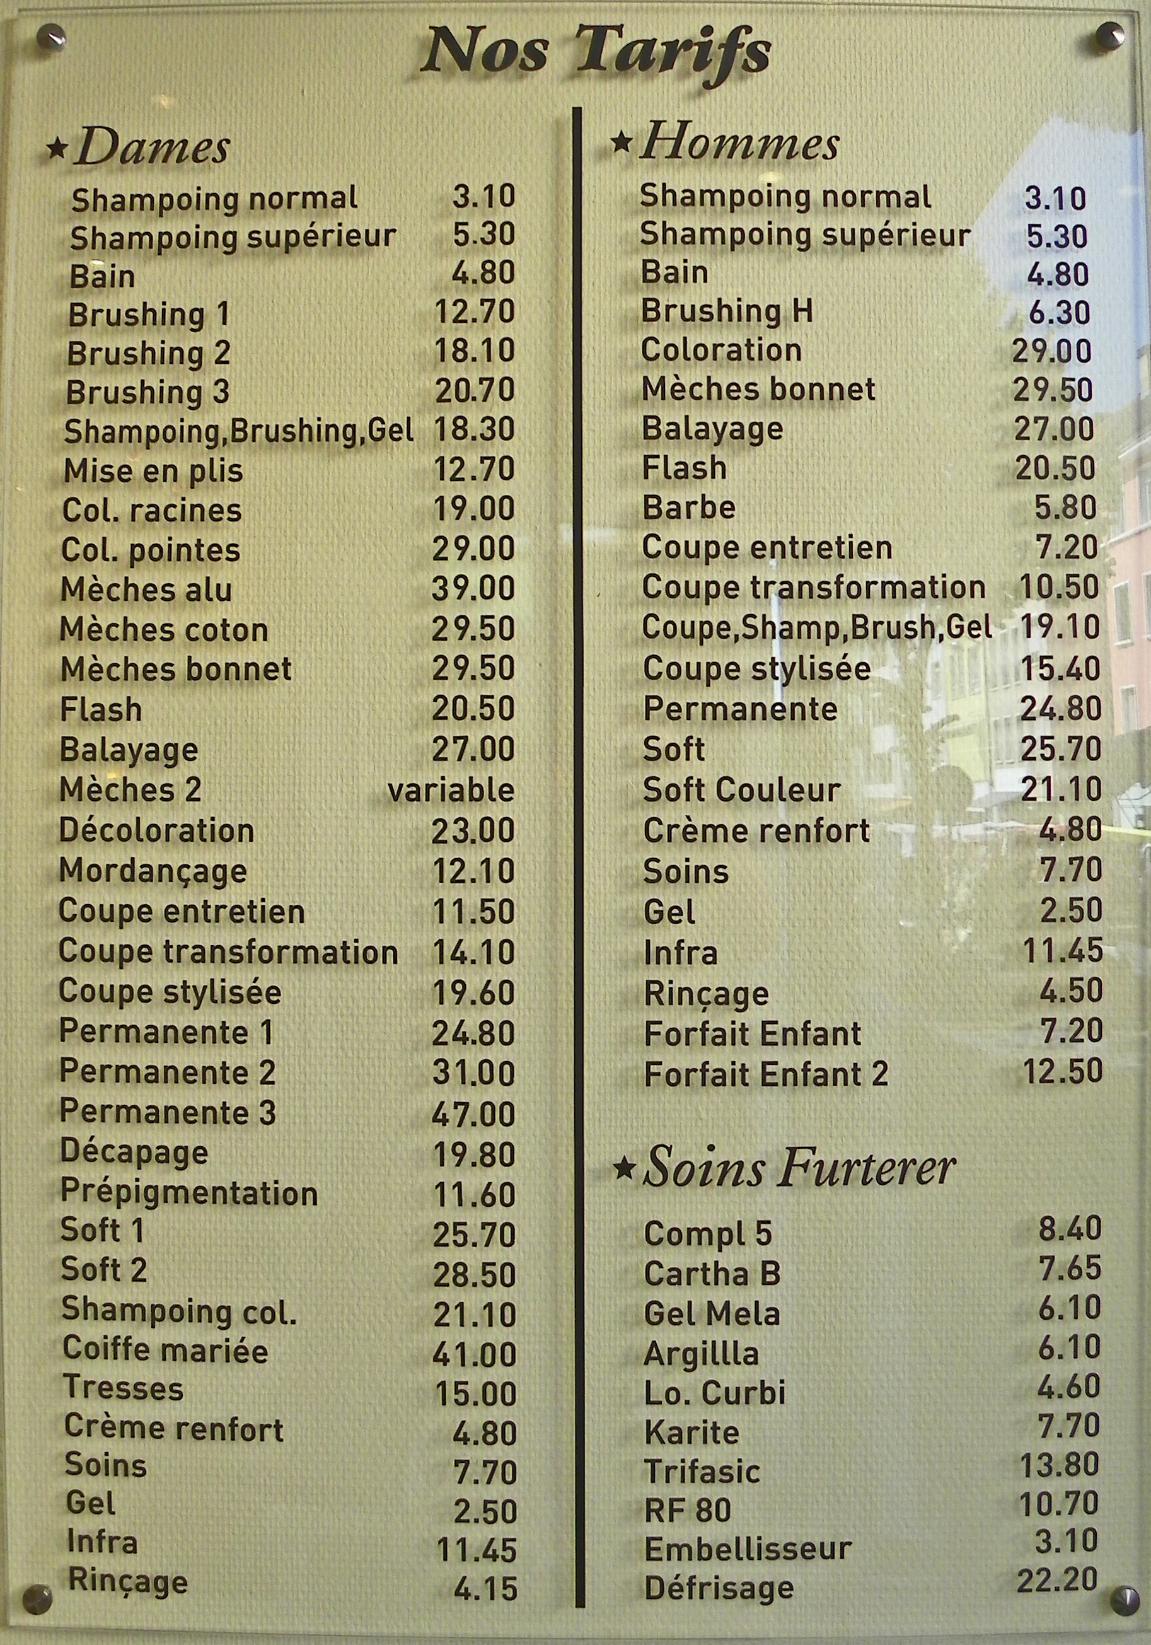 Nos Tarifs
★Dames
Shampoing normal 3.10
Shampoing supérieur 5.30
Bain 4.80
Brushing 1 12.70
Brushing 2 18.10
Brushing 3 20.70
Shampoing,Brushing,Gel 18.30
Mise en plis 12.70
Col. racines 19.00
Col. pointes 29.00
Mèches alu 39.00
Mèches coton 29.50
Mèches bonnet 29.50
Flash 20.50
Balayage 27.00
Mèches 2 variable
Décoloration 23.00
Mordançage 12.10
Coupe entretien 11.50
Coupe transformation 14.10
Coupe stylisée 19.60
Permanente 1 24.80
Permanente 2 31.00
Permanente 3 47.00
Décapage 19.80
Prépigmentation 11.60
Soft 1 25.70
Soft 2 28.50
Shampoing col. 21.10
Coiffe mariée 41.00
Tresses 15.00
Crème renfort 4.80
Soins 7.70
Gel 2.50
Infra 11.45
Rinçage 4.15
★Hommes
Shampoing normal 3.10
Shampoing supérieur 5.30
Bain 4.80
Brushing H 6.30
Coloration 29.00
Mèches bonnet 29.50
Balayage 27.00
Flash 20.50
Barbe 5.80
Coupe entretien 7.20
Coupe transformation 10.50
Coupe,Shamp,Brush,Gel 19.10
Coupe stylisée 15.40
Permanente 24.80
Soft 25.70
Soft Couleur 21.10
Crème renfort 4.80
Soins 7.70
Gel 2.50
Infra 11.45
Rinçage 4.50
Forfait Enfant 7.20
Forfait Enfant 2 12.50
★Soins Furterer
Compl 5 8.40
Cartha B 7.65
Gel Mela 6.10
Argillla 6.10
Lo. Curbi 4.60
Karite 7.70
Trifasic 13.80
RF 80 10.70
Embellisseur 3.10
Défrisage 22.20